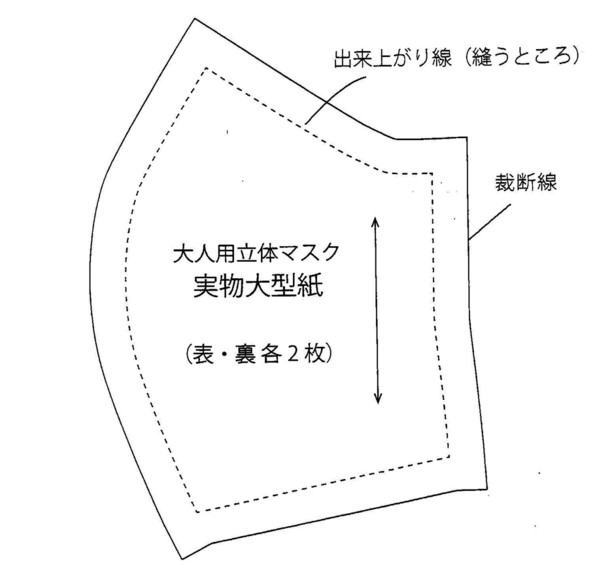 出来上がり線（縫うところ）
裁断線
大人用立体マスク
実物大型紙
（表・裏 各２枚）